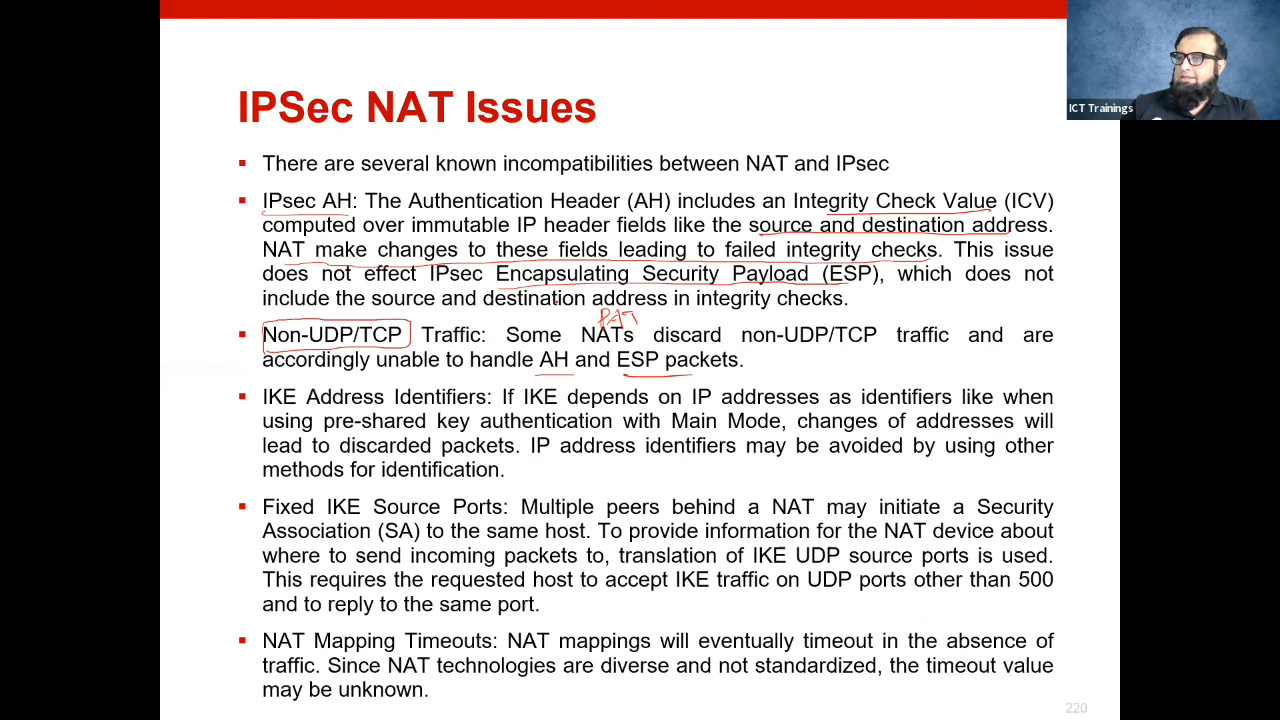 ICT Trainings
IPSec NAT Issues
There are several known incompatibilities between NAT and IPsec
IPsec AH: The Authentication Header (AH) includes an Integrity Check Value (ICV)
computed over immutable IP header fields like the source and destination address.
NAT make changes to these fields leading to failed integrity checks. This issue
does not effect IPsec Encapsulating Security Payload (ESP), which does not
include the source and destination address in integrity checks.
PAT
Non-UDP/TCP Traffic: Some NATs discard non-UDP/TCP traffic and are
accordingly unable to handle AH and ESP packets.
IKE Address Identifiers: If IKE depends on IP addresses as identifiers like when
using pre-shared key authentication with Main Mode, changes of addresses will
lead to discarded packets. IP address identifiers may be avoided by using other
methods for identification.
Fixed IKE Source Ports: Multiple peers behind a NAT may initiate a Security
Association (SA) to the same host. To provide information for the NAT device about
where to send incoming packets to, translation of IKE UDP source ports is used.
This requires the requested host to accept IKE traffic on UDP ports other than 500
and to reply to the same port.
NAT Mapping Timeouts: NAT mappings will eventually timeout in the absence of
traffic. Since NAT technologies are diverse and not standardized, the timeout value
may be unknown.
220